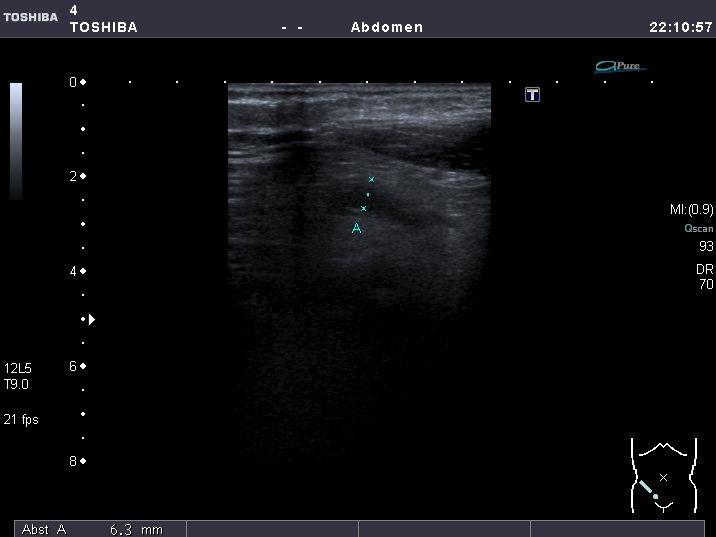 TOSHIBA
4
TOSHIBA - - Abdomen 22:10:57
aPure
0
T
2
A
MI:(0.9)
Qscan
93
DR
70
4
12L5
T9.0
6
21 fps
8
Abst A 6.3 mm